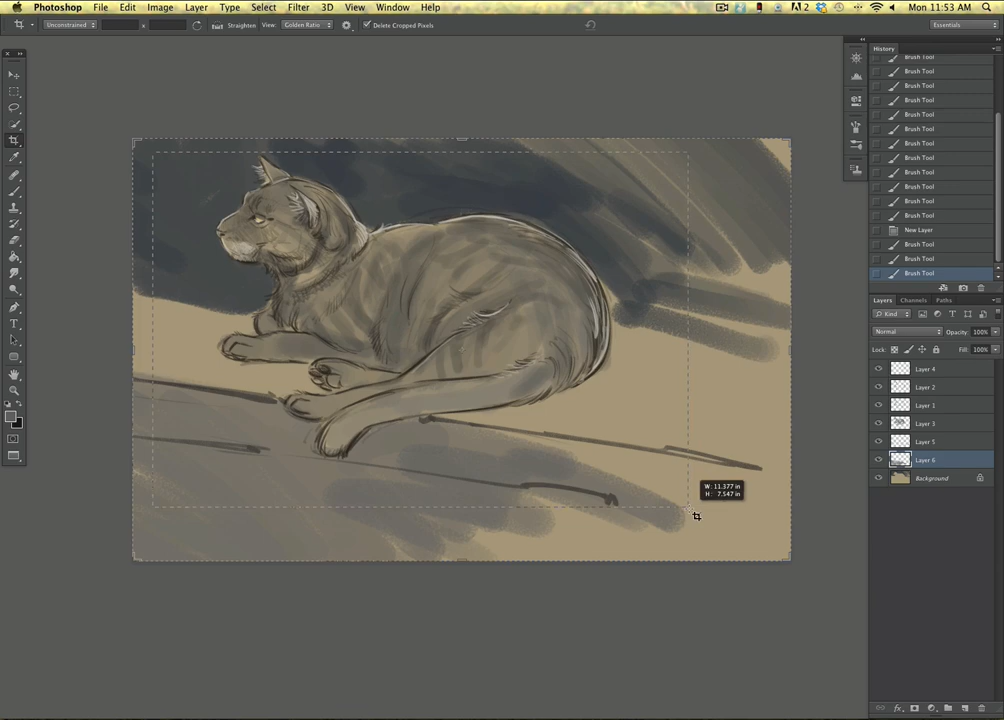 Photoshop File Edit Image Layer Type Select Filter 3D View Window Help
2 Mon 11:53 AM
Unconstrained x Straighten View: Golden Ratio Delete Cropped Pixels Essentials
History
Brush Tool
Brush Tool
Brush Tool
Brush Tool
Brush Tool
Brush Tool
Brush Tool
Brush Tool
Brush Tool
Brush Tool
Brush Tool
Brush Tool
New Layer
Brush Tool
Brush Tool
Brush Tool
Layers Channels Paths
Kind
Normal Opacity: 100%
Lock: Fill: 100%
Layer 4
Layer 2
Layer 1
Layer 3
Layer 5
Layer 6
Background
W: 11.377 in
H: 7.547 in
fx